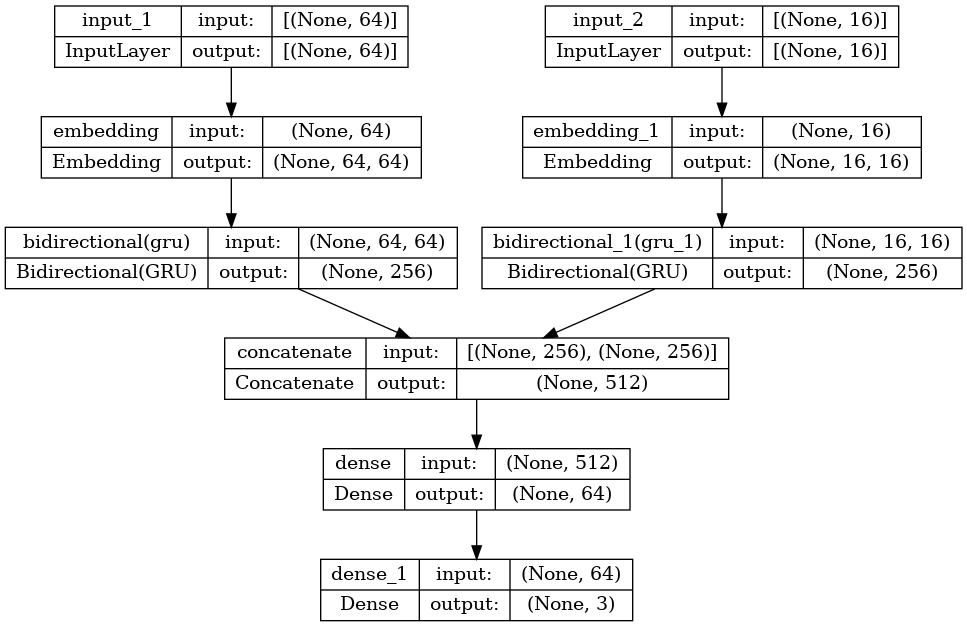 input_1 input: [(None, 64)]
InputLayer output: [(None, 64)]
input_2 input: [(None, 16)]
InputLayer output: [(None, 16)]
embedding input: (None, 64)
Embedding output: (None, 64, 64)
embedding_1 input: (None, 16)
Embedding output: (None, 16, 16)
bidirectional(gru) input: (None, 64, 64)
Bidirectional(GRU) output: (None, 256)
bidirectional_1(gru_1) input: (None, 16, 16)
Bidirectional(GRU) output: (None, 256)
concatenate input: [(None, 256), (None, 256)]
Concatenate output: (None, 512)
dense input: (None, 512)
Dense output: (None, 64)
dense_1 input: (None, 64)
Dense output: (None, 3)